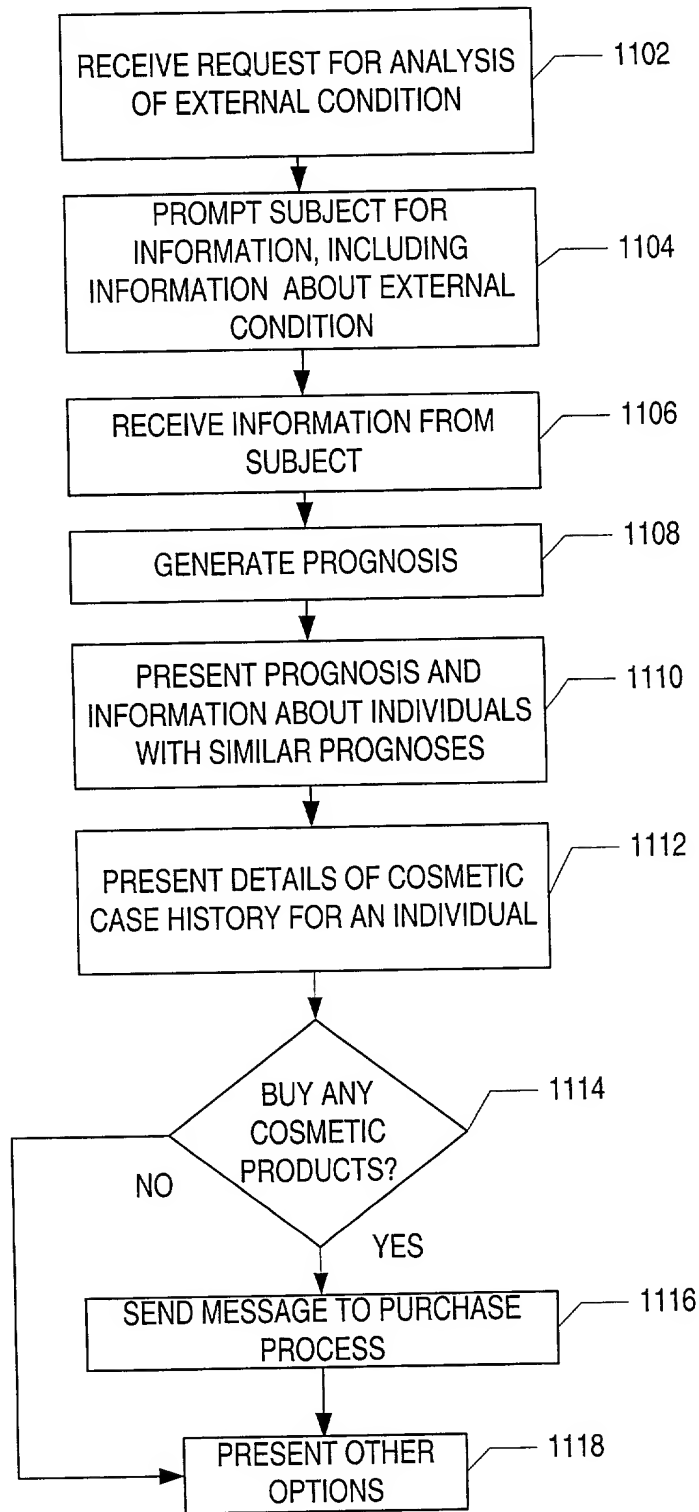 RECEIVE REQUEST FOR ANALYSIS
OF EXTERNAL CONDITION
1102
PROMPT SUBJECT FOR
INFORMATION, INCLUDING
INFORMATION ABOUT EXTERNAL
CONDITION
1104
RECEIVE INFORMATION FROM
SUBJECT
1106
GENERATE PROGNOSIS
1108
PRESENT PROGNOSIS AND
INFORMATION ABOUT INDIVIDUALS
WITH SIMILAR PROGNOSES
1110
PRESENT DETAILS OF COSMETIC
CASE HISTORY FOR AN INDIVIDUAL
1112
BUY ANY
COSMETIC
PRODUCTS?
1114
NO
YES
SEND MESSAGE TO PURCHASE
PROCESS
1116
PRESENT OTHER
OPTIONS
1118